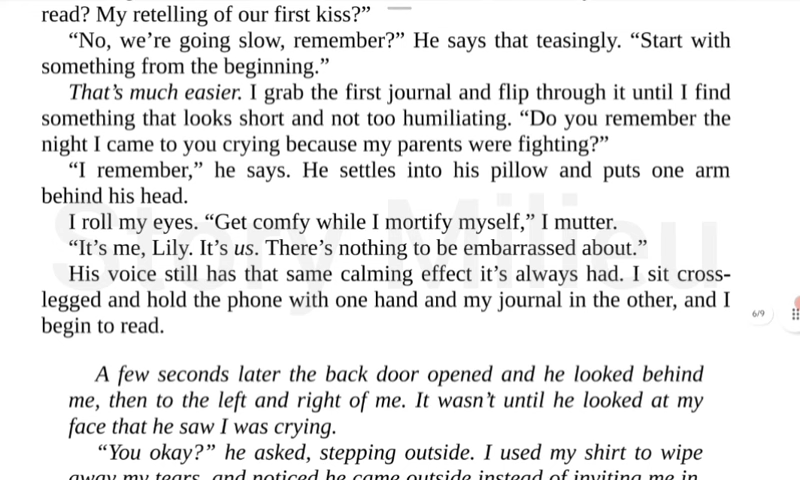 read? My retelling of our first kiss?”
“No, we’re going slow, remember?” He says that teasingly. “Start with
something from the beginning.”
That’s much easier. I grab the first journal and flip through it until I find
something that looks short and not too humiliating. “Do you remember the
night I came to you crying because my parents were fighting?”
“I remember,” he says. He settles into his pillow and puts one arm
behind his head.
I roll my eyes. “Get comfy while I mortify myself,” I mutter.
“It’s me, Lily. It’s us. There’s nothing to be embarrassed about.”
His voice still has that same calming effect it’s always had. I sit cross-
legged and hold the phone with one hand and my journal in the other, and I
begin to read.
A few seconds later the back door opened and he looked behind
me, then to the left and right of me. It wasn’t until he looked at my
face that he saw I was crying.
“You okay?” he asked, stepping outside. I used my shirt to wipe
away my tears, and noticed he came outside instead of inviting me in.
Story Milieu
6/9